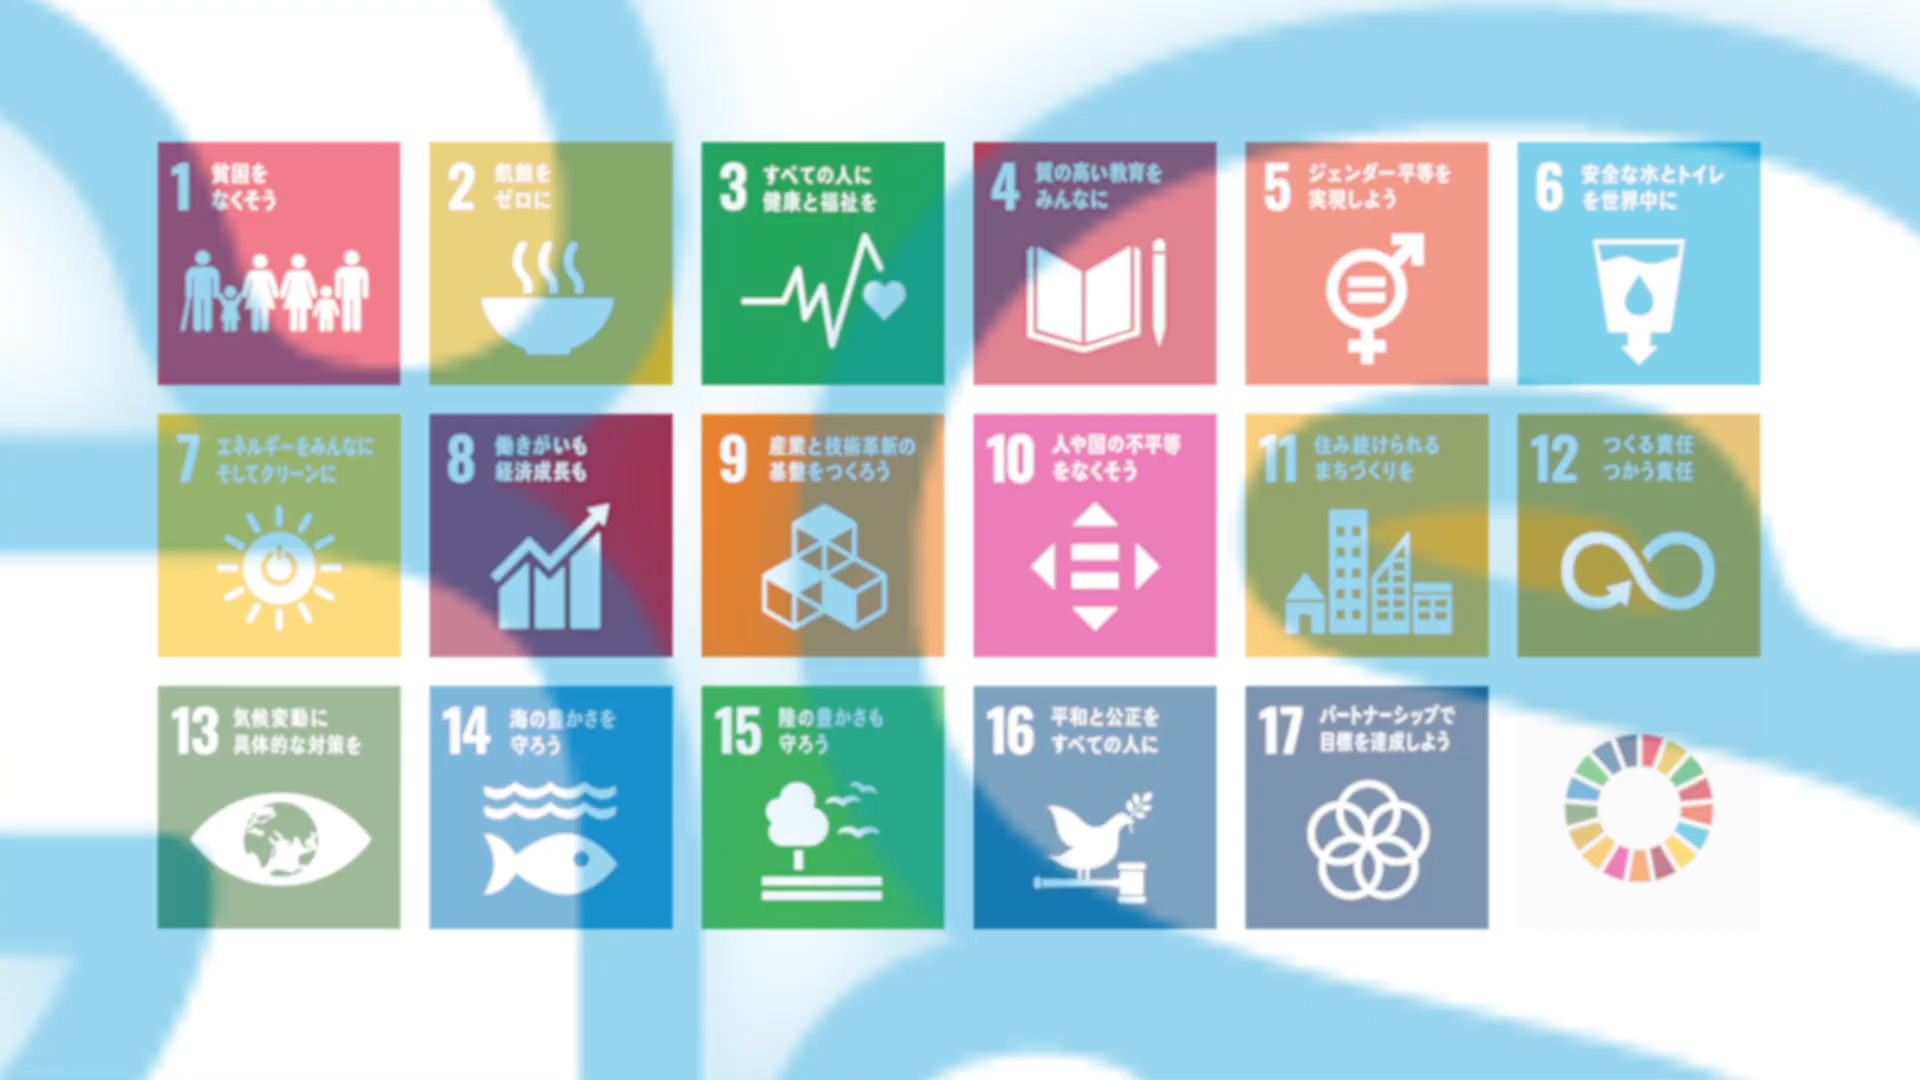 1 貧困を
なくそう
2 飢餓を
ゼロに
3 すべての人に
健康と福祉を
4 質の高い教育を
みんなに
5 ジェンダー平等を
実現しよう
6 安全な水とトイレ
を世界中に
7 エネルギーをみんなに
そしてクリーンに
8 働きがいも
経済成長も
9 産業と技術革新の
基盤をつくろう
10 人や国の不平等
をなくそう
11 住み続けられる
まちづくりを
12 つくる責任
つかう責任
13 気候変動に
具体的な対策を
14 海の豊かさを
守ろう
15 陸の豊かさも
守ろう
16 平和と公正を
すべての人に
17 パートナーシップで
目標を達成しよう